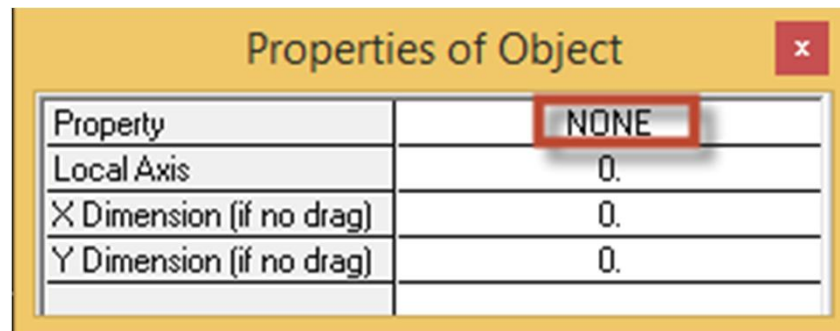 Properties of Object x
Property NONE
Local Axis 0.
X Dimension (if no drag) 0.
Y Dimension (if no drag) 0.